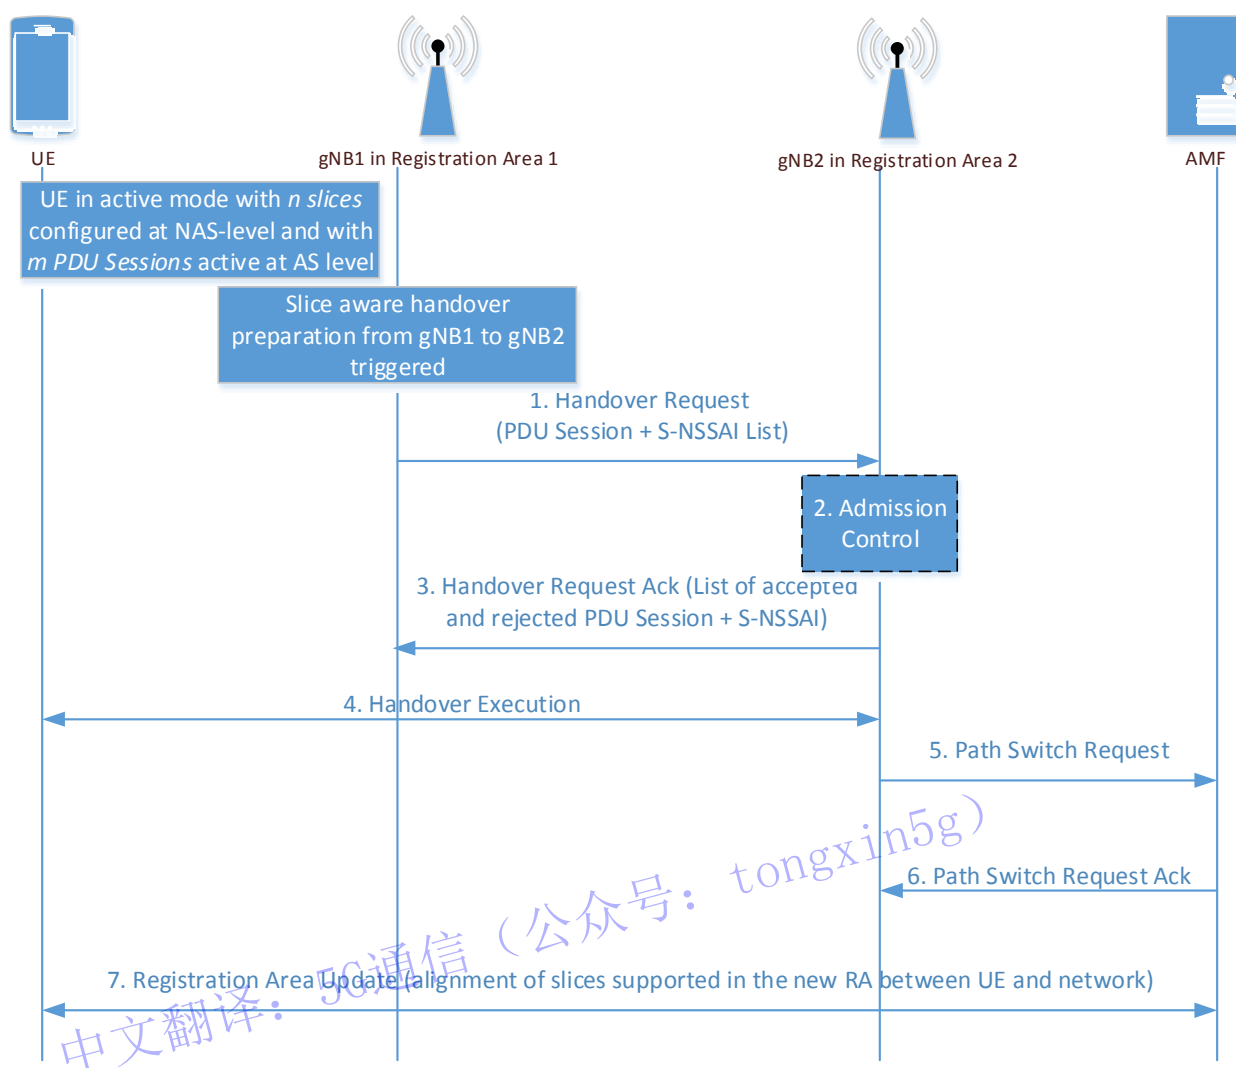 UE
gNB1 in Registration Area 1
gNB2 in Registration Area 2
AMF
UE in active mode with n slices
configured at NAS-level and with
m PDU Sessions active at AS level
Slice aware handover
preparation from gNB1 to gNB2
triggered
1. Handover Request
(PDU Session + S-NSSAI List)
2. Admission
Control
3. Handover Request Ack (List of accepted
and rejected PDU Session + S-NSSAI)
4. Handover Execution
5. Path Switch Request
6. Path Switch Request Ack
7. Registration Area Update (alignment of slices supported in the new RA between UE and network)
中文翻译：5G通信（公众号：tongxin5g）